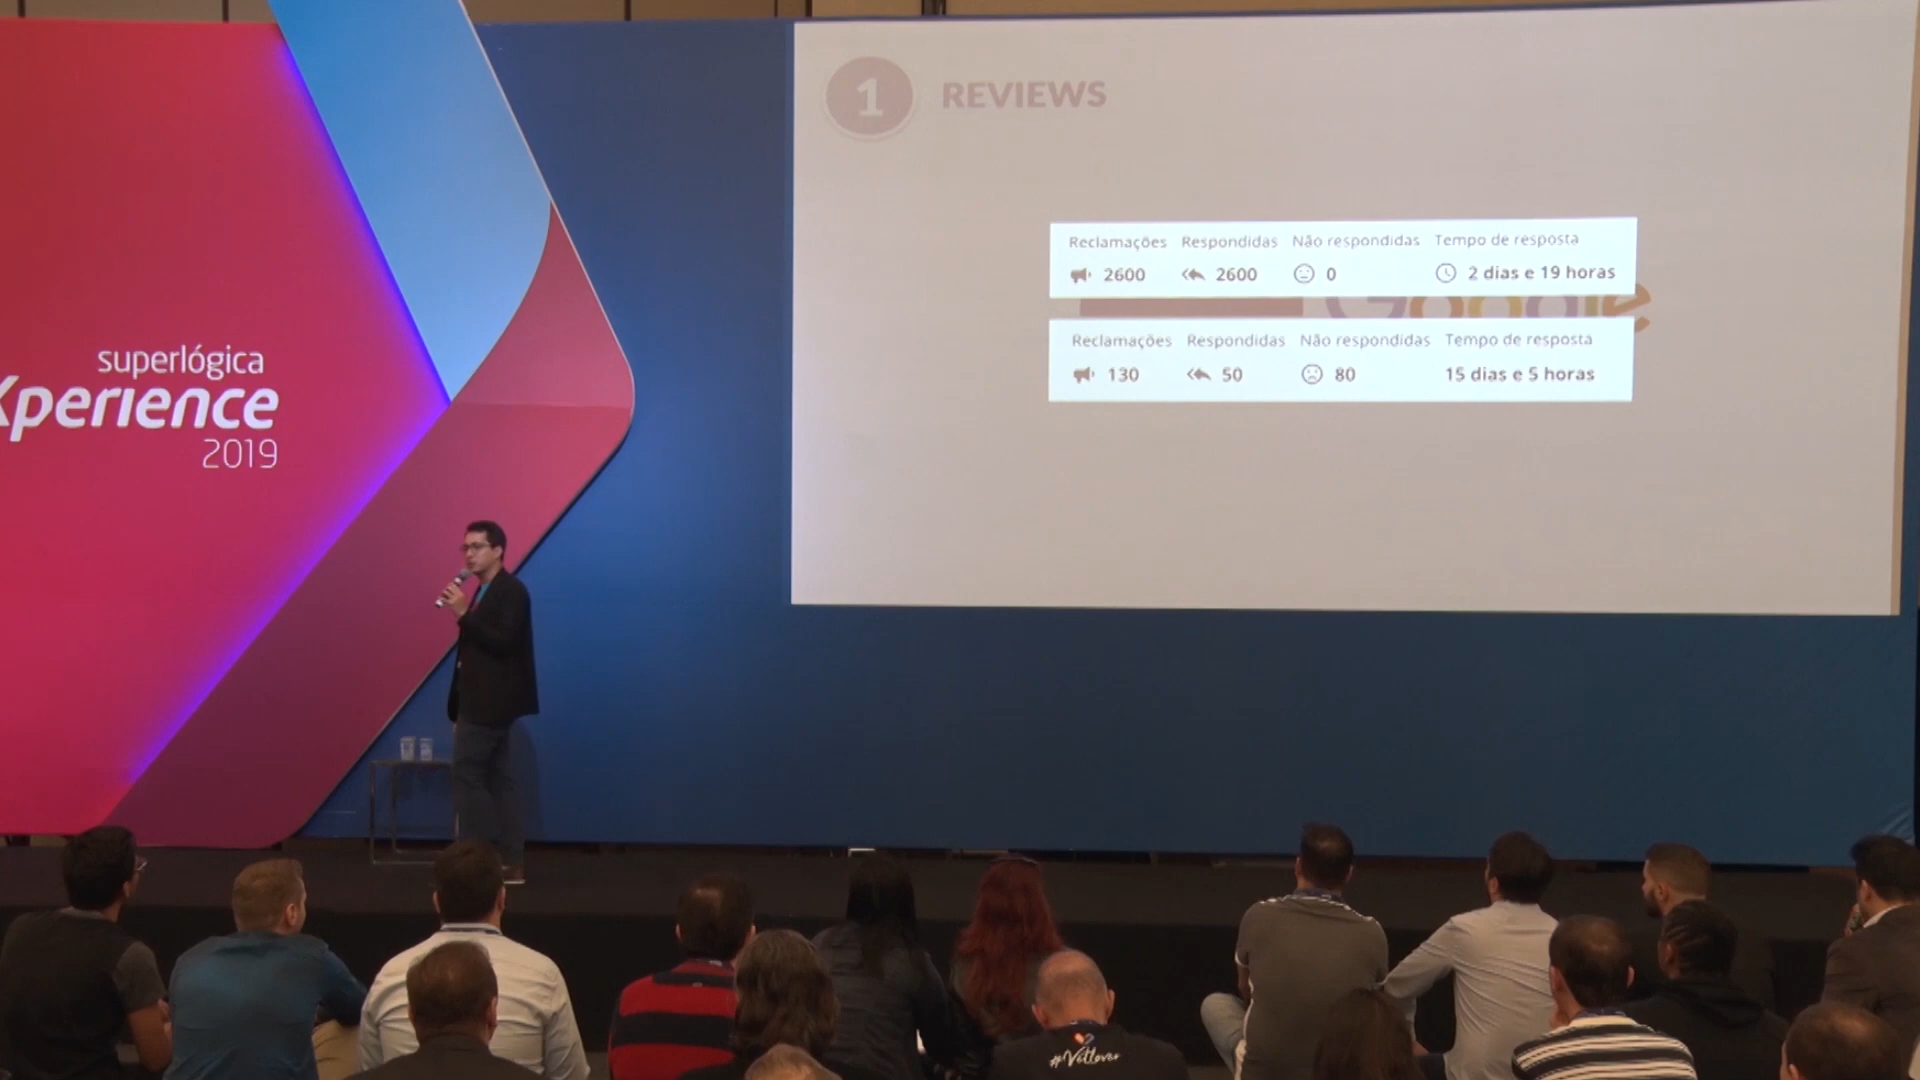 superlógica
Xperience
2019
1 REVIEWS
Reclamações Respondidas Não respondidas Tempo de resposta
2600 2600 0 2 dias e 19 horas
Google
Reclamações Respondidas Não respondidas Tempo de resposta
130 50 80 15 dias e 5 horas